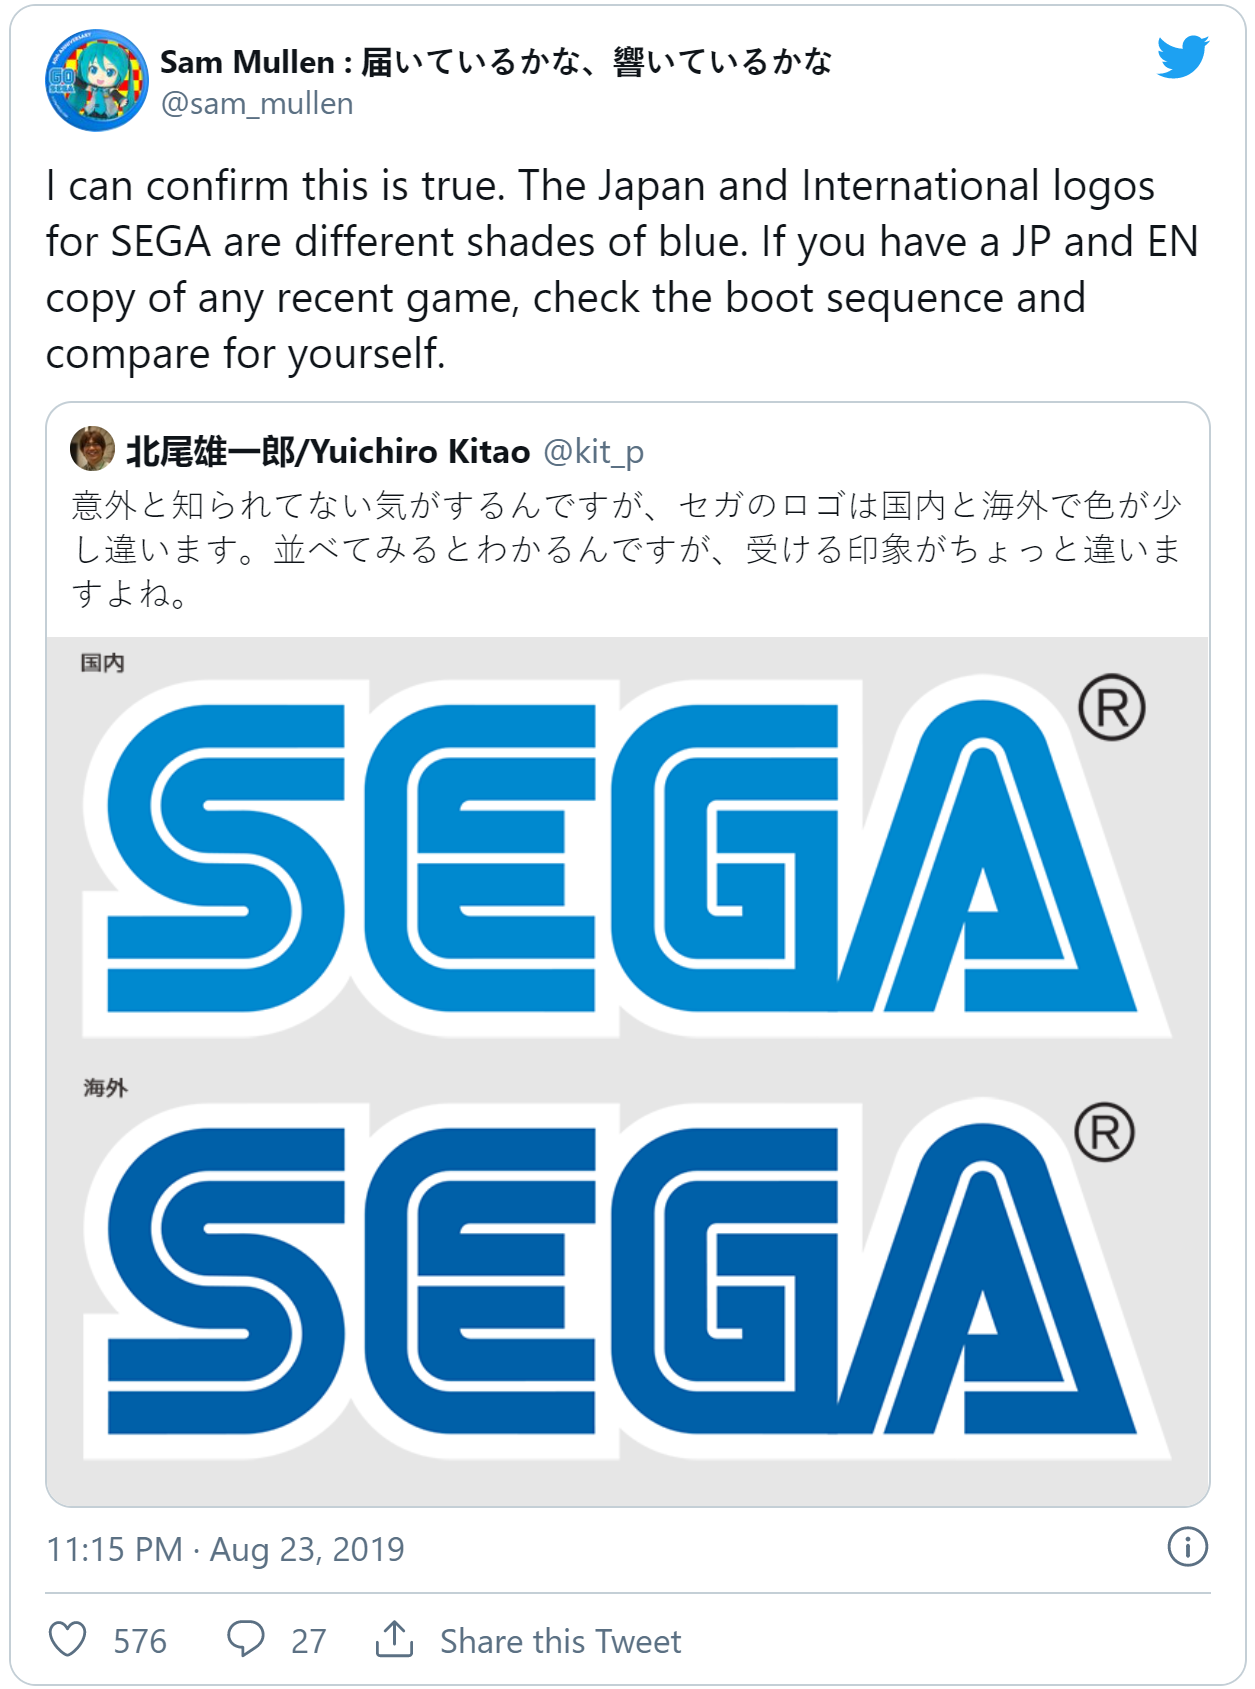 Sam Mullen : 届いているかな、響いているかな
@sam_mullen
I can confirm this is true. The Japan and International logos
for SEGA are different shades of blue. If you have a JP and EN
copy of any recent game, check the boot sequence and
compare for yourself.
北尾雄一郎/Yuichiro Kitao @kit_p
意外と知られてない気がするんですが、セガのロゴは国内と海外で色が少
し違います。並べてみるとわかるんですが、受ける印象がちょっと違いま
すよね。
国内
SEGA®
海外
SEGA®
11:15 PM · Aug 23, 2019
576 27 Share this Tweet